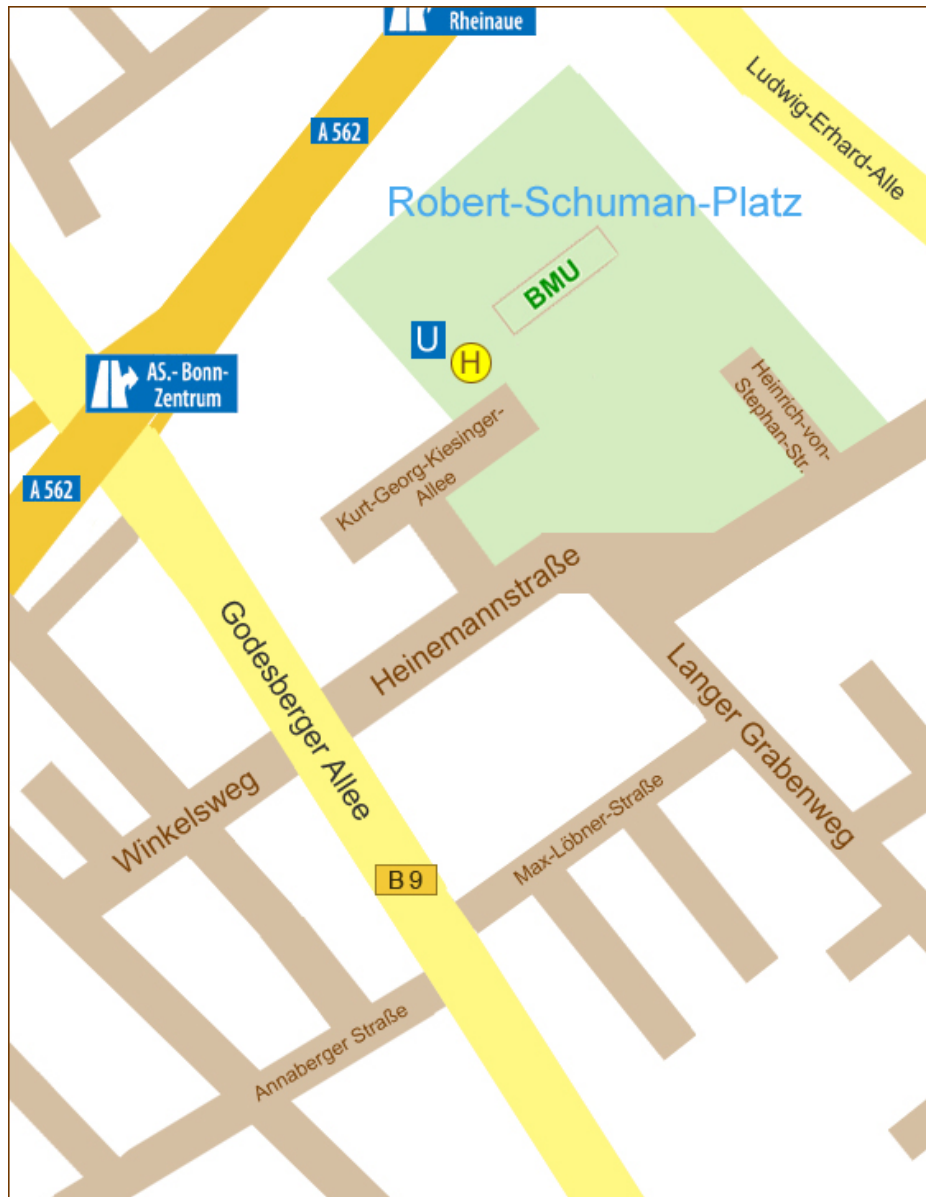 Rheinaue
Ludwig-Erhard-Alle
A 562
Robert-Schuman-Platz
BMU
U
H
AS.- Bonn-
Zentrum
Heinrich-von-
Stephan-Str.
A 562
Kurt-Georg-Kiesinger-
Allee
Heinemannstraße
Godesberger Allee
Langer Grabenweg
Winkelsweg
Max-Löbner-Straße
B 9
Annaberger Straße